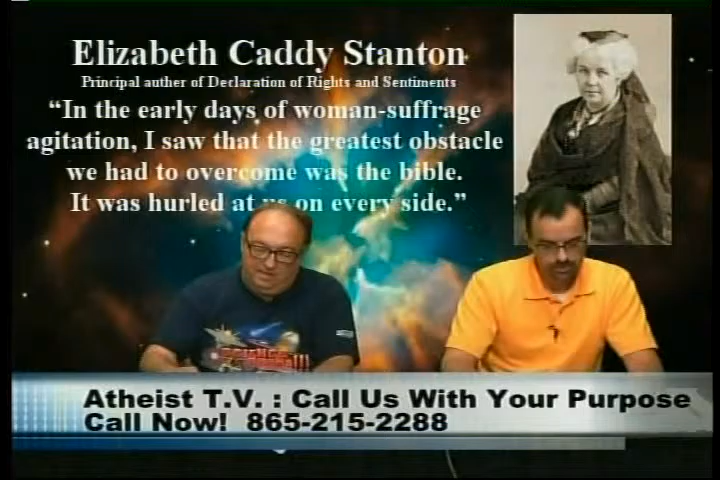 Elizabeth Caddy Stanton
Principal auther of Declaration of Rights and Sentiments
“In the early days of woman-suffrage
agitation, I saw that the greatest obstacle
we had to overcome was the bible.
It was hurled at us on every side.”
Atheist T.V. : Call Us With Your Purpose
Call Now! 865-215-2288